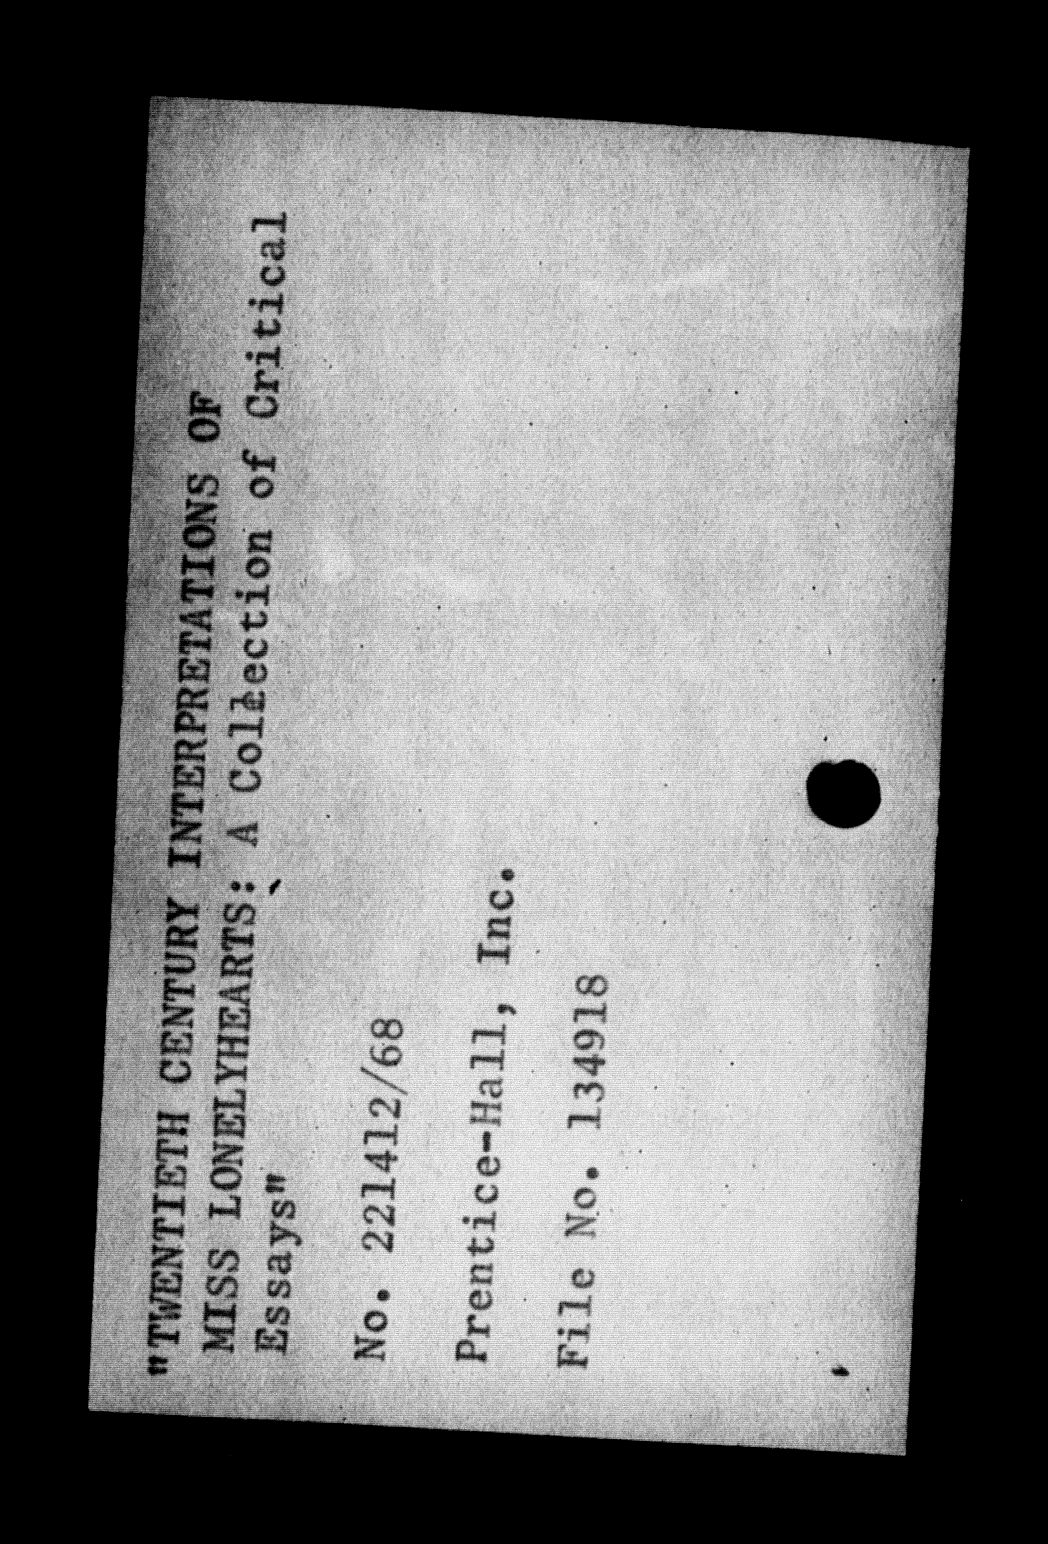 "TWENTIETH CENTURY INTERPRETATIONS OF
MISS LONELYHEARTS: A Collection of Critical
Essays"
No. 221412/68
Prentice-Hall, Inc.
File No. 134918